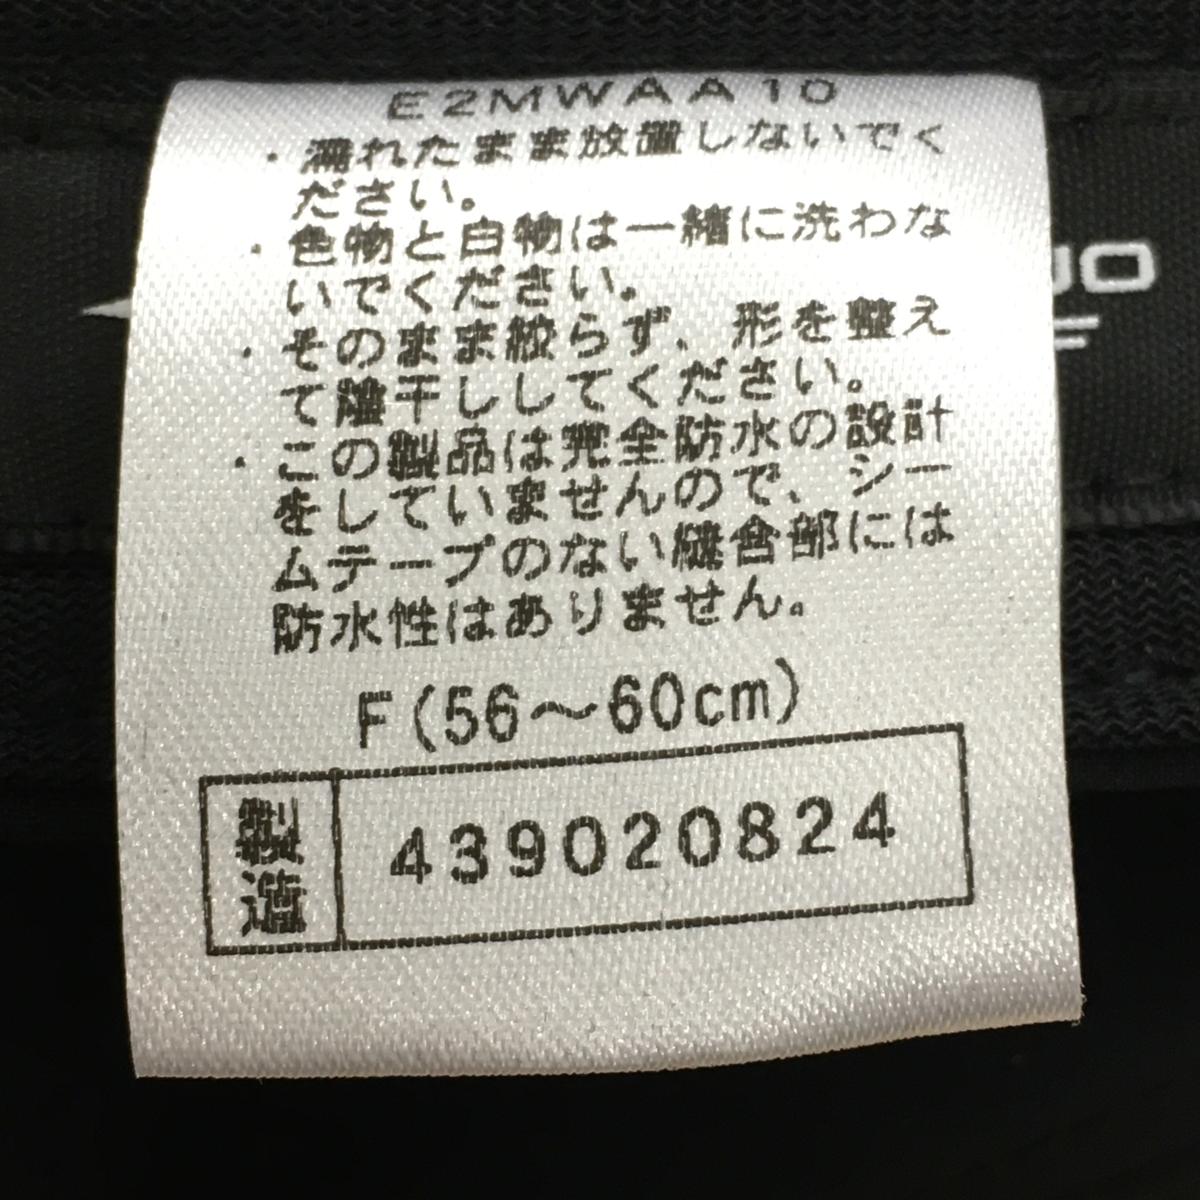 E2MWAA10
・濡れたまま放置しないでく
ださい。
・色物と白物は一緒に洗わな
いでください。
・そのまま絞らず、形を整え
て陰干ししてください。
・この製品は完全防水の設計
をしていませんので、シー
ムテープのない縫合部には
防水性はありません。
F(56〜60cm)
製造 439020824